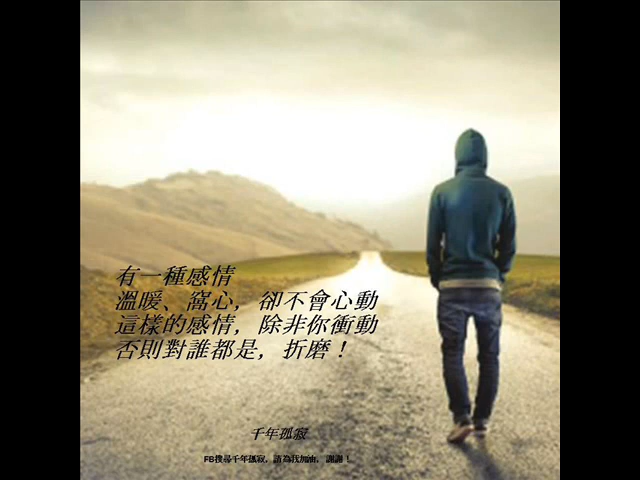 有一種感情
溫暖、窩心，卻不會心動
這樣的感情，除非你衝動
否則對誰都是，折磨！
千年孤寂
FB搜尋千年孤寂，請為我加油，謝謝！